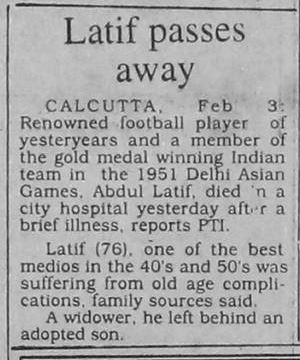 Latif passes
away
CALCUTTA, Feb 3:
Renowned football player of
yesteryears and a member of
the gold medal winning Indian
team in the 1951 Delhi Asian
Games, Abdul Latif, died 'n a
city hospital yesterday after a
brief illness, reports PTI.
Latif (76), one of the best
medios in the 40's and 50's was
suffering from old age compli-
cations, family sources said.
A widower, he left behind an
adopted son.